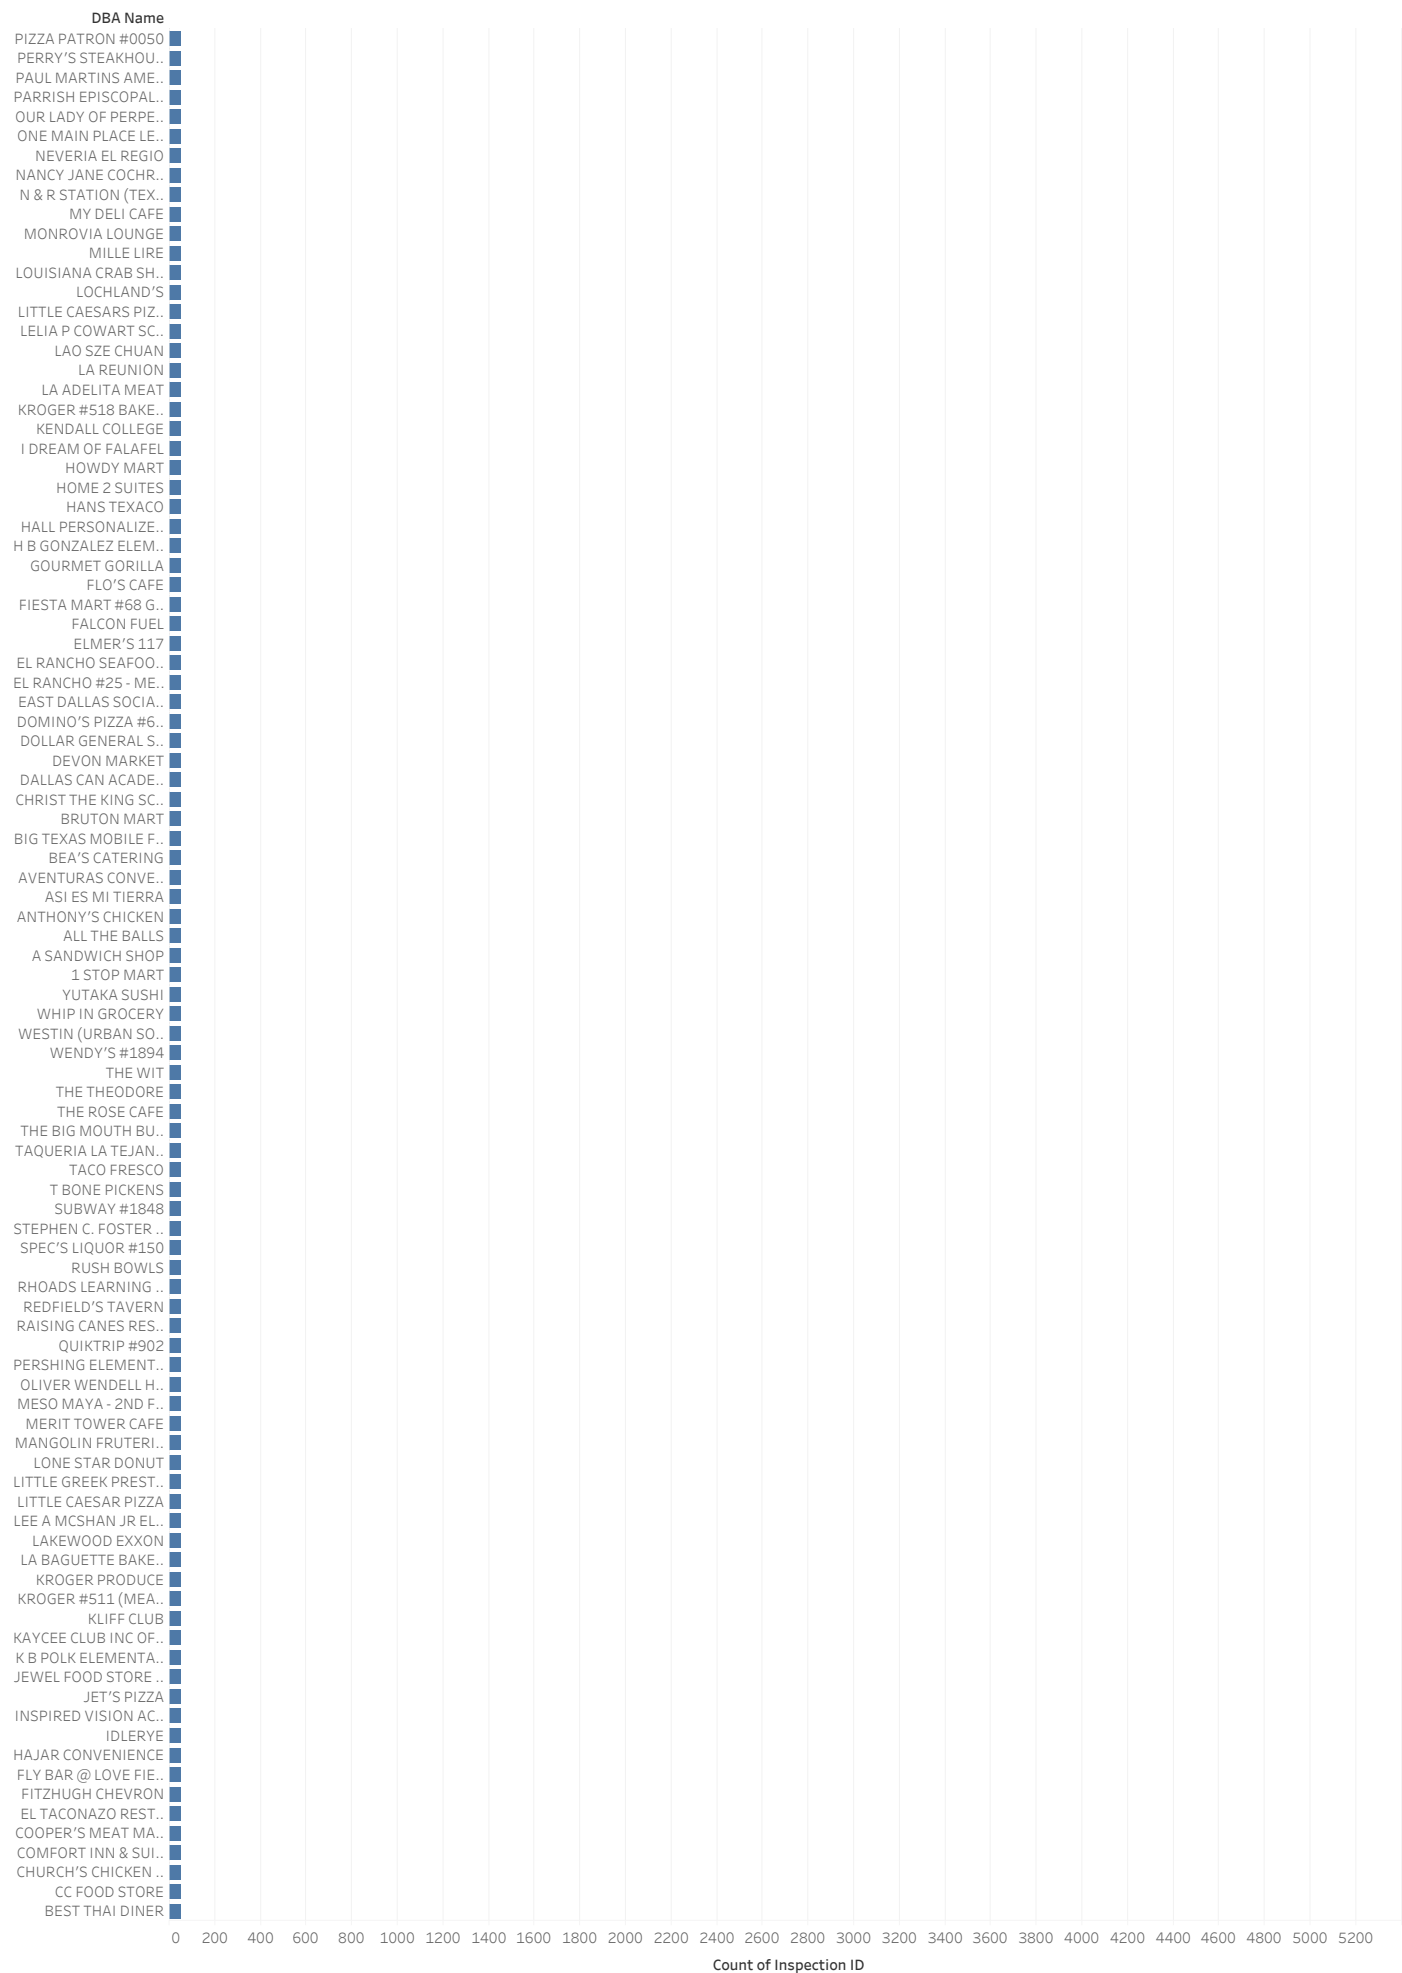 DBA Name
PIZZA PATRON #0050
PERRY'S STEAKHOU..
PAUL MARTINS AME..
PARRISH EPISCOPAL..
OUR LADY OF PERPE..
ONE MAIN PLACE LE..
NEVERIA EL REGIO
NANCY JANE COCHR..
N & R STATION (TEX..
MY DELI CAFE
MONROVIA LOUNGE
MILLE LIRE
LOUISIANA CRAB SH..
LOCHLAND'S
LITTLE CAESARS PIZ..
LELIA P COWART SC..
LAO SZE CHUAN
LA REUNION
LA ADELITA MEAT
KROGER #518 BAKE..
KENDALL COLLEGE
I DREAM OF FALAFEL
HOWDY MART
HOME 2 SUITES
HANS TEXACO
HALL PERSONALIZE..
H B GONZALEZ ELEM..
GOURMET GORILLA
FLO'S CAFE
FIESTA MART #68 G..
FALCON FUEL
ELMER'S 117
EL RANCHO SEAFOO..
EL RANCHO #25 - ME..
EAST DALLAS SOCIA..
DOMINO'S PIZZA #6..
DOLLAR GENERAL S..
DEVON MARKET
DALLAS CAN ACADE..
CHRIST THE KING SC..
BRUTON MART
BIG TEXAS MOBILE F..
BEA'S CATERING
AVENTURAS CONVE..
ASI ES MI TIERRA
ANTHONY'S CHICKEN
ALL THE BALLS
A SANDWICH SHOP
1 STOP MART
YUTAKA SUSHI
WHIP IN GROCERY
WESTIN (URBAN SO..
WENDY'S #1894
THE WIT
THE THEODORE
THE ROSE CAFE
THE BIG MOUTH BU..
TAQUERIA LA TEJAN..
TACO FRESCO
T BONE PICKENS
SUBWAY #1848
STEPHEN C. FOSTER ..
SPEC'S LIQUOR #150
RUSH BOWLS
RHOADS LEARNING ..
REDFIELD'S TAVERN
RAISING CANES RES..
QUIKTRIP #902
PERSHING ELEMENT..
OLIVER WENDELL H..
MESO MAYA - 2ND F..
MERIT TOWER CAFE
MANGOLIN FRUTERI..
LONE STAR DONUT
LITTLE GREEK PREST..
LITTLE CAESAR PIZZA
LEE A MCSHAN JR EL..
LAKEWOOD EXXON
LA BAGUETTE BAKE..
KROGER PRODUCE
KROGER #511 (MEA..
KLIFF CLUB
KAYCEE CLUB INC OF..
K B POLK ELEMENTA..
JEWEL FOOD STORE ..
JET'S PIZZA
INSPIRED VISION AC..
IDLERYE
HAJAR CONVENIENCE
FLY BAR @ LOVE FIE..
FITZHUGH CHEVRON
EL TACONAZO REST..
COOPER'S MEAT MA..
COMFORT INN & SUI..
CHURCH'S CHICKEN ..
CC FOOD STORE
BEST THAI DINER
0 200 400 600 800 1000 1200 1400 1600 1800 2000 2200 2400 2600 2800 3000 3200 3400 3600 3800 4000 4200 4400 4600 4800 5000 5200
Count of Inspection ID